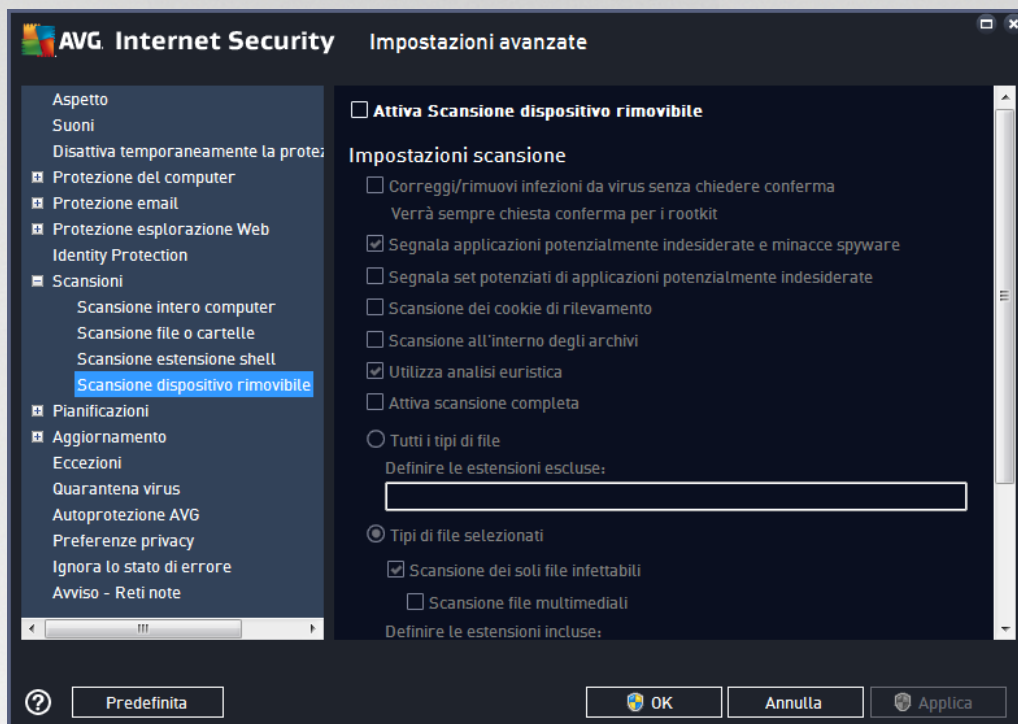 AVG. Internet Security
Impostazioni avanzate
Aspetto
Suoni
Disattiva temporaneamente la
Protezione del computer
Protezione email
Protezione esplorazione Web
Identity Protection
Scansioni
Scansione intero computer
Scansione file o cartelle
Scansione estensione shell
Scansione dispositivo rimovibile
Pianificazioni
Aggiornamento
Eccezioni
Quarantena virus
Autoprotezione AVG
Preferenze privacy
Ignora lo stato di errore
Avviso - Reti note
Attiva Scansione dispositivo rimovibile
Impostazioni scansione
Correggi/rimuovi infezioni da virus senza chiedere conferma
Verrà sempre chiesta conferma per i rootkit
Segnala applicazioni potenzialmente indesiderate e minacce spyware
Segnala set potenziati di applicazioni potenzialmente indesiderate
Scansione dei cookie di rilevamento
Scansione all'interno degli archivi
Utilizza analisi euristica
Attiva scansione completa
Tutti i tipi di file
Definire le estensioni escluse:
Tipi di file selezionati
Scansione dei soli file infettabili
Scansione file multimediali
Definire le estensioni incluse:
Predefinita
OK
Annulla
Applica